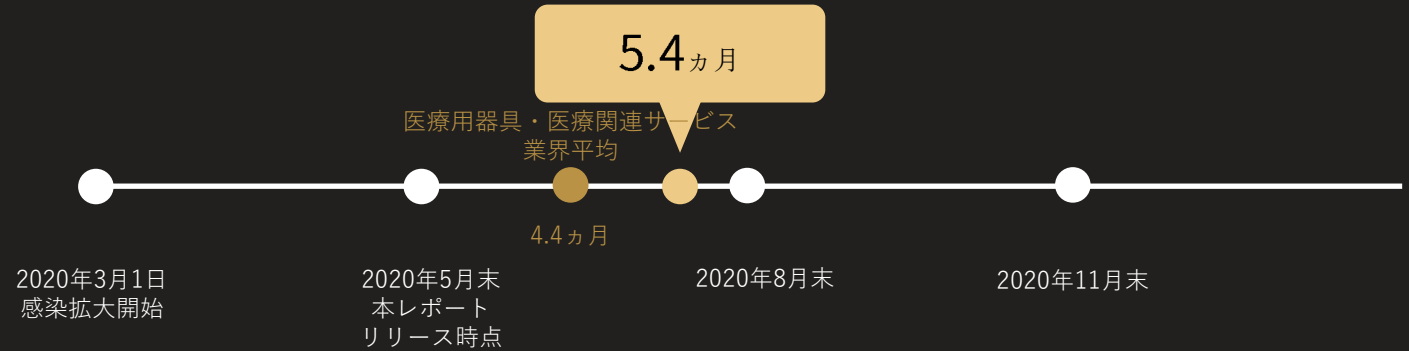 5.4ヵ月
医療用器具・医療関連サービス
業界平均
4.4ヵ月
2020年3月1日
感染拡大開始
2020年5月末
本レポート
リリース時点
2020年8月末
2020年11月末